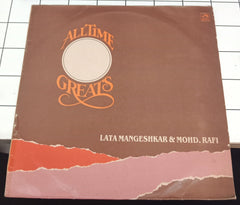 ALL TIME
GREATS
LATA MANGESHKAR & MOHD. RAFI